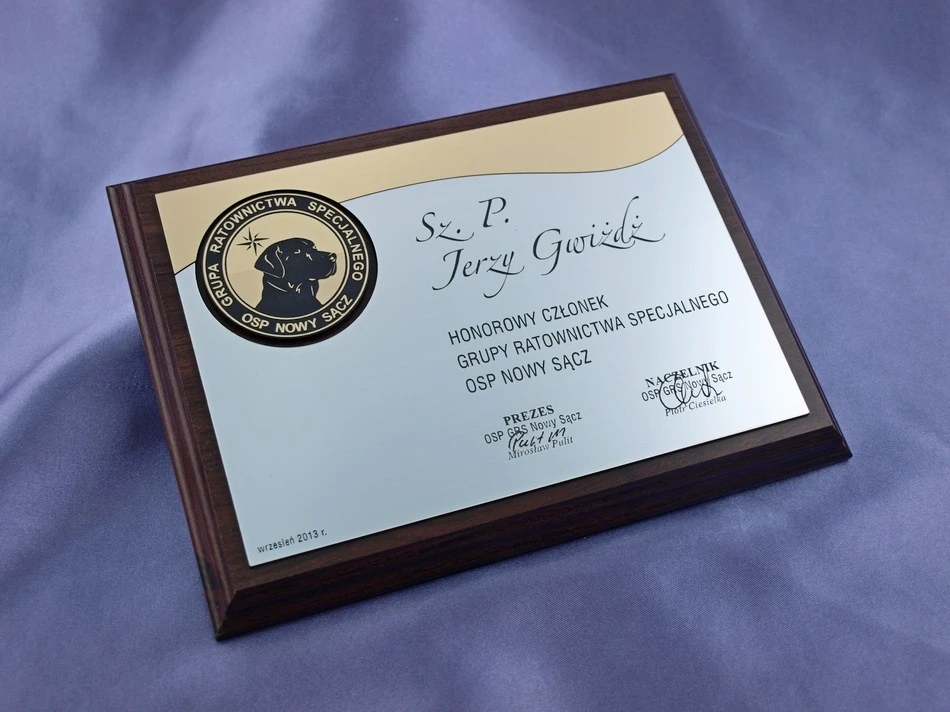 GRUPA RATOWNICTWA SPECJALNEGO
OSP NOWY SĄCZ
Sz. P.
Jerzy Gwiżdż
HONOROWY CZŁONEK
GRUPY RATOWNICTWA SPECJALNEGO
OSP NOWY SĄCZ
PREZES
OSP GRS Nowy Sącz
Mirosław Pulit
NACZELNIK
OSP GRS Nowy Sącz
Piotr Ciesielka
wrzesień 2013 r.